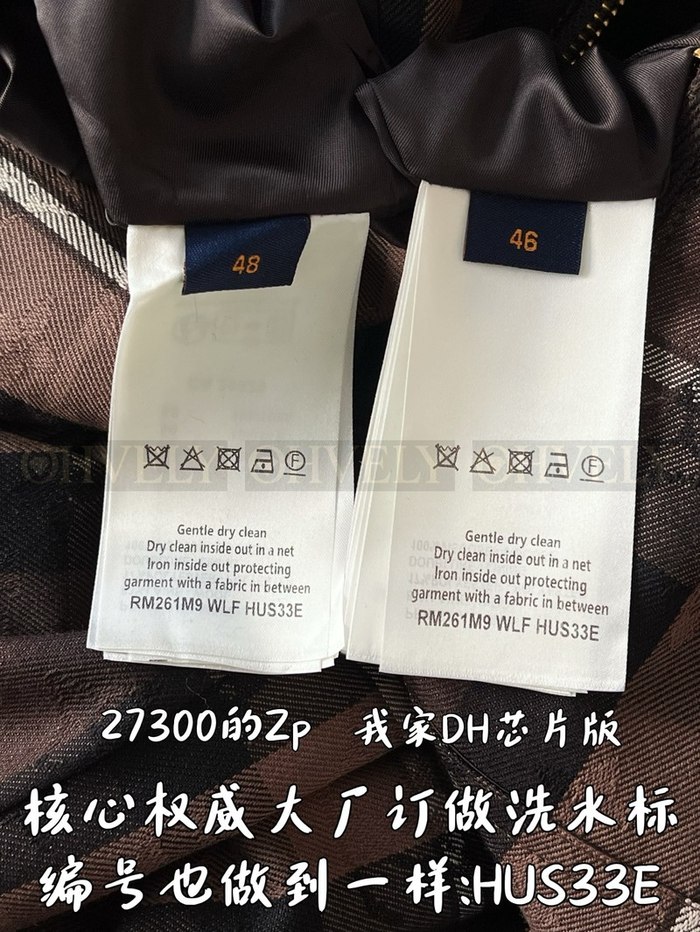 48
46
OHVELY OHVELY OHVELY
Gentle dry clean
Dry clean inside out in a net
Iron inside out protecting
garment with a fabric in between
RM261M9 WLF HUS33E
Gentle dry clean
Dry clean inside out in a net
Iron inside out protecting
garment with a fabric in between
RM261M9 WLF HUS33E
27300的Zp 我家DH芯片版
核心权威大厂订做洗水标
编号也做到一样:HUS33E